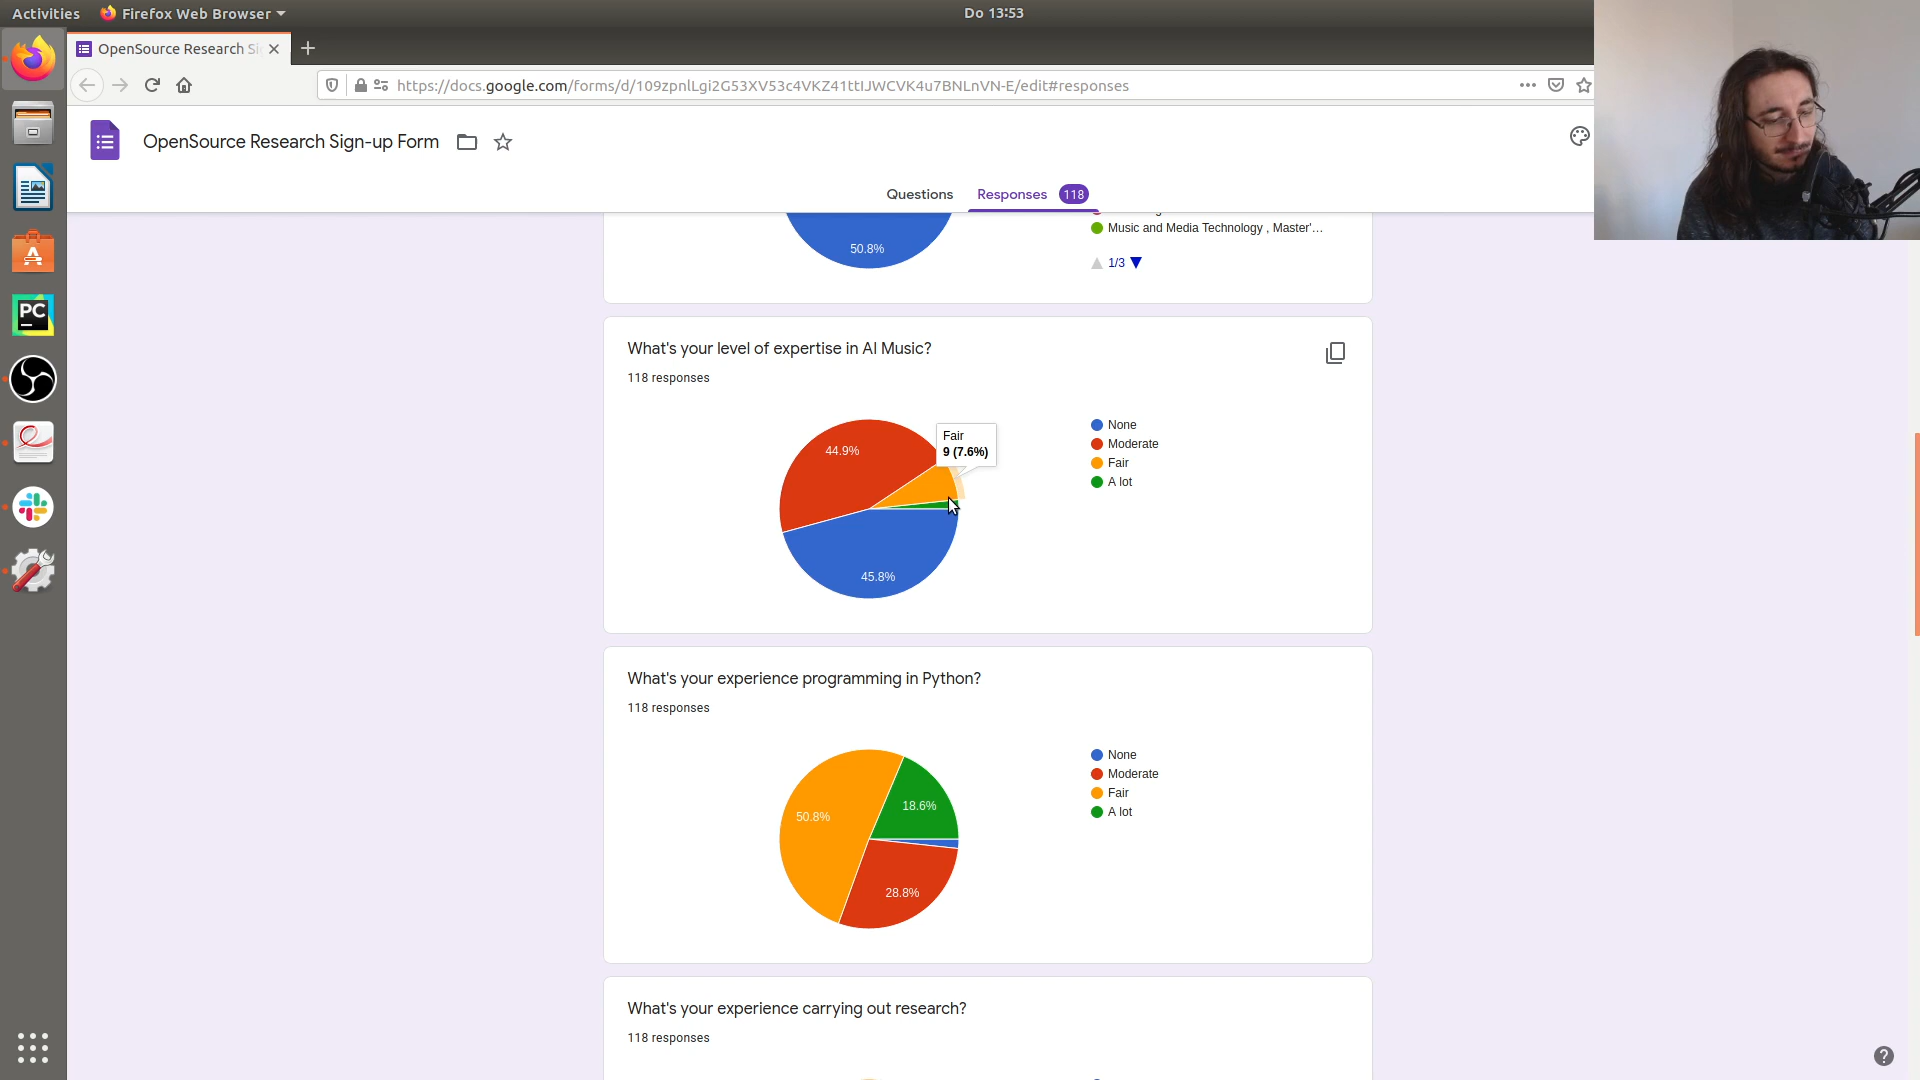 Activities
Firefox Web Browser
Do 13:53
OpenSource Research Si
https://docs.google.com/forms/d/109zpnlLgi2G53XV53c4VKZ41ttIJWCVK4u7BNLnVN-E/edit#responses
OpenSource Research Sign-up Form
Questions
Responses 118
50.8%
Music and Media Technology , Master'...
1/3
What's your level of expertise in AI Music?
118 responses
44.9%
45.8%
Fair
9 (7.6%)
None
Moderate
Fair
A lot
What's your experience programming in Python?
118 responses
50.8%
18.6%
28.8%
None
Moderate
Fair
A lot
What's your experience carrying out research?
118 responses
PC